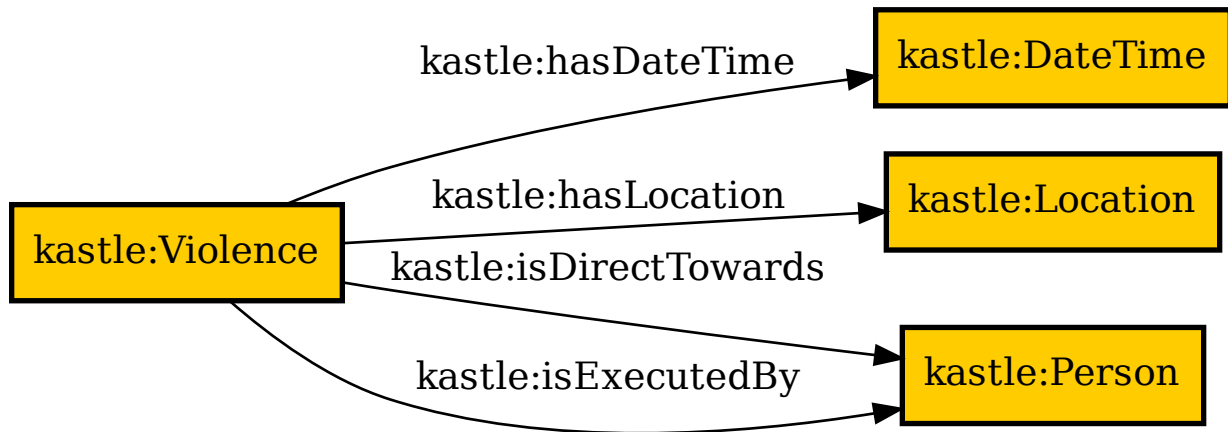 kastle:hasDateTime
kastle:DateTime
kastle:hasLocation
kastle:Location
kastle:Violence
kastle:isDirectTowards
kastle:isExecutedBy
kastle:Person